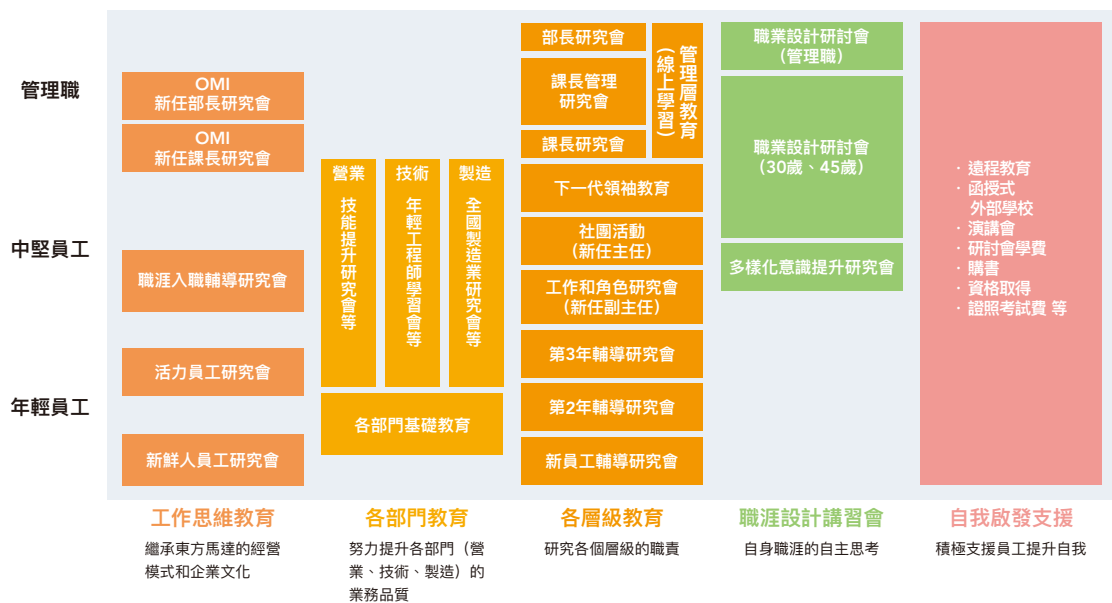 管理職
中堅員工
年輕員工
OMI
新任部長研究會
OMI
新任課長研究會
職涯入職輔導研究會
活力員工研究會
新鮮人員工研究會
營業
技能提升研究會等
技術
年輕工程師學習會等
製造
全國製造業研究會等
各部門基礎教育
部長研究會
課長管理
研究會
課長研究會
管理層教育
(線上學習)
下一代領袖教育
社團活動
(新任主任)
工作和角色研究會
(新任副主任)
第3年輔導研究會
第2年輔導研究會
新員工輔導研究會
職業設計研討會
(管理職)
職業設計研討會
(30歲、45歲)
多樣化意識提升研究會
· 遠程教育
· 函授式
外部學校
· 演講會
· 研討會學費
· 購書
· 資格取得
· 證照考試費 等
工作思維教育
繼承東方馬達的經營
模式和企業文化
各部門教育
努力提升各部門（營
業、技術、製造）的
業務品質
各層級教育
研究各個層級的職責
職涯設計講習會
自身職涯的自主思考
自我啟發支援
積極支援員工提升自我